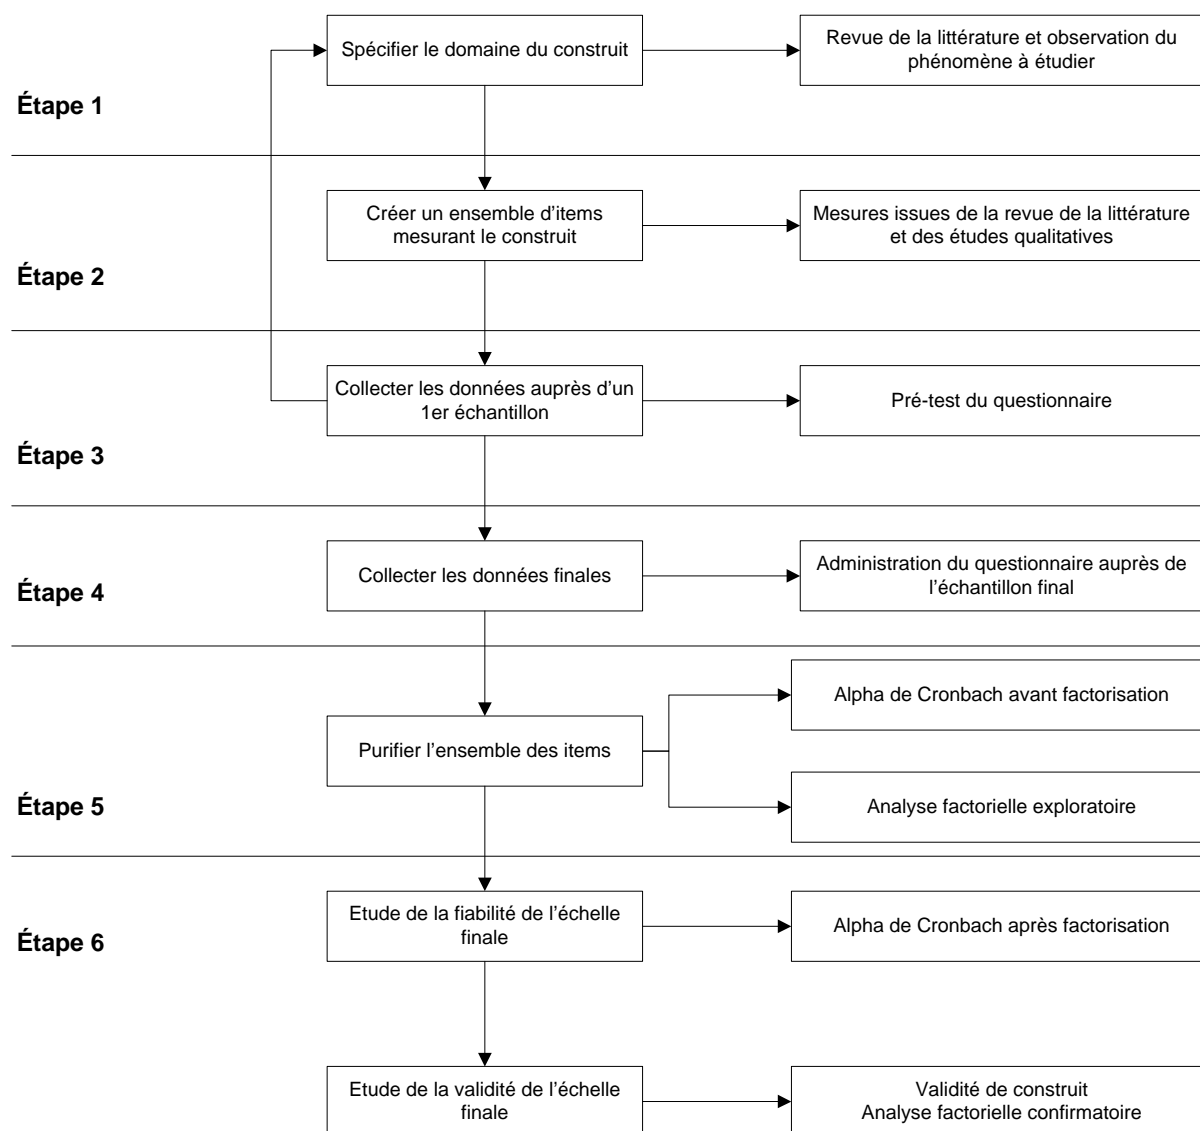 Spécifier le domaine du construit
Revue de la littérature et observation du
phénomène à étudier
Étape 1
Créer un ensemble d’items
mesurant le construit
Mesures issues de la revue de la littérature
et des études qualitatives
Étape 2
Collecter les données auprès d’un
1er échantillon
Pré-test du questionnaire
Étape 3
Collecter les données finales
Administration du questionnaire auprès de
l’échantillon final
Étape 4
Alpha de Cronbach avant factorisation
Purifier l’ensemble des items
Analyse factorielle exploratoire
Étape 5
Etude de la fiabilité de l’échelle
finale
Alpha de Cronbach après factorisation
Étape 6
Etude de la validité de l’échelle
finale
Validité de construit
Analyse factorielle confirmatoire